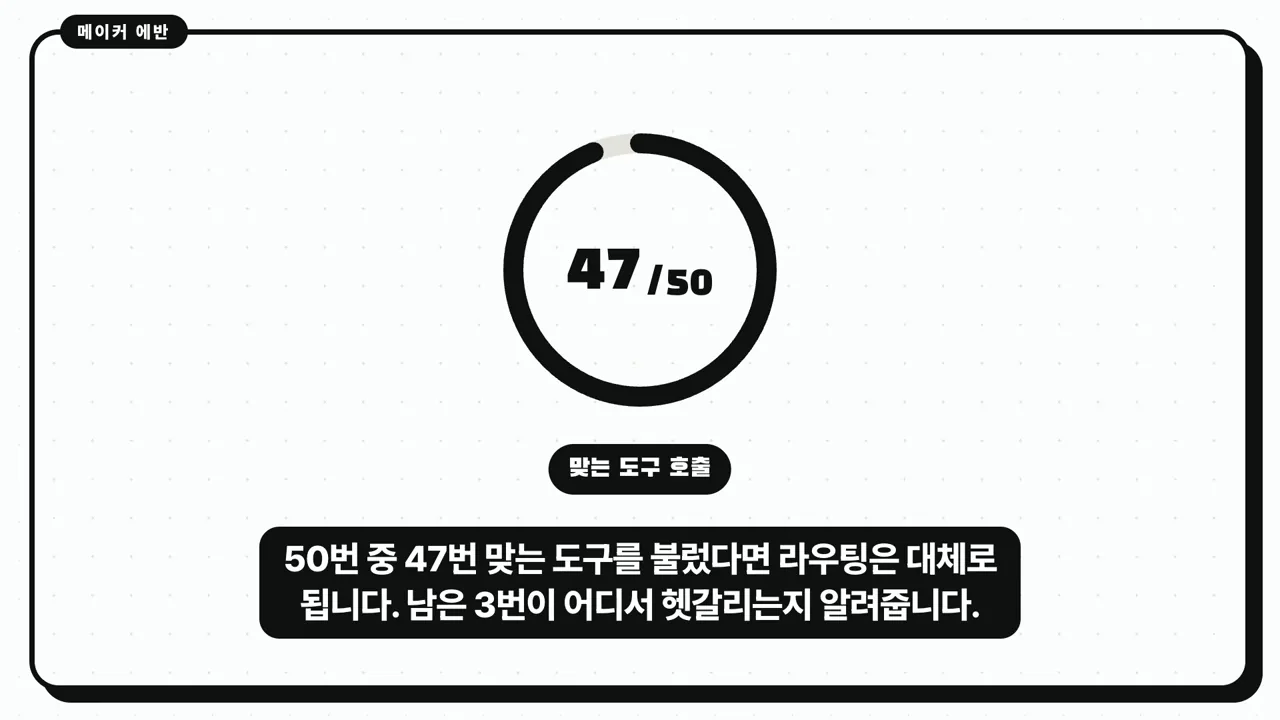 메이커 에반
47 /50
맞는 도구 호출
50번 중 47번 맞는 도구를 불렀다면 라우팅은 대체로
됩니다. 남은 3번이 어디서 헷갈리는지 알려줍니다.